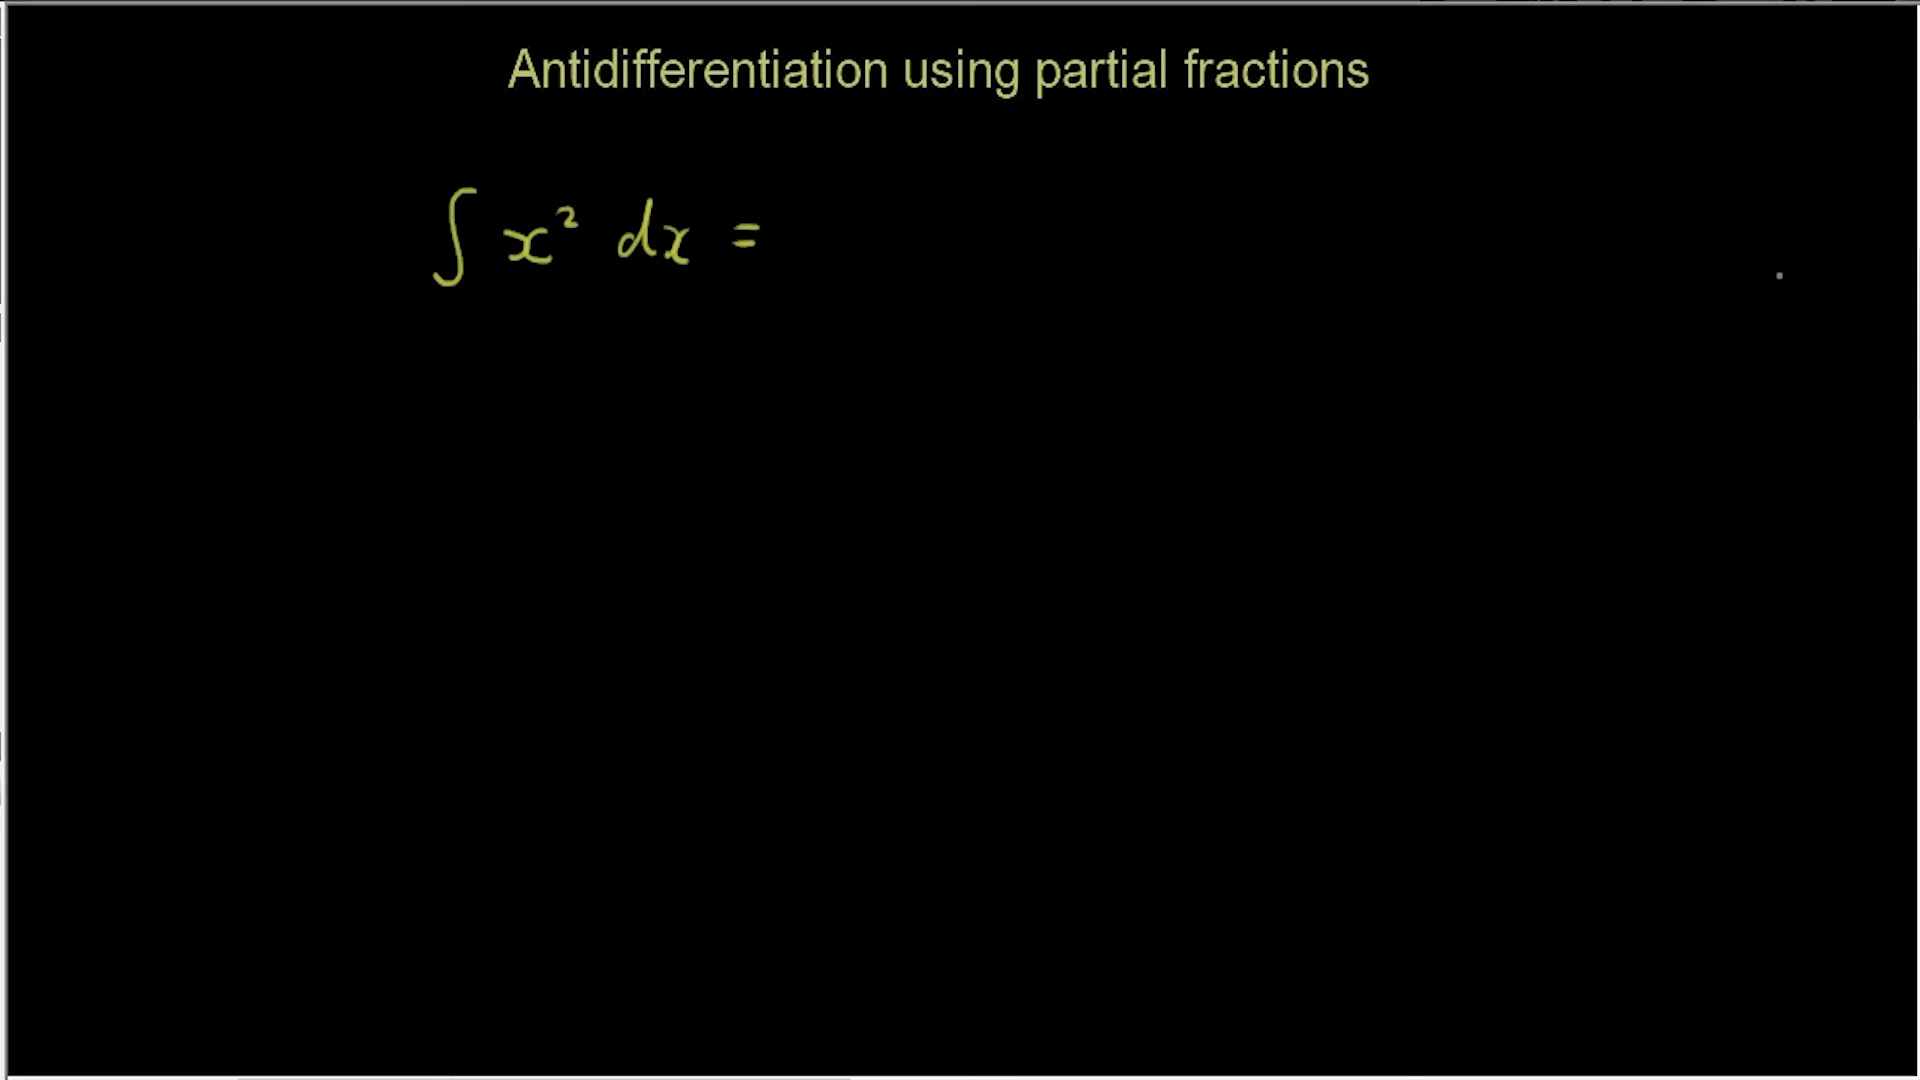 Antidifferentiation using partial fractions
∫ x² dx =